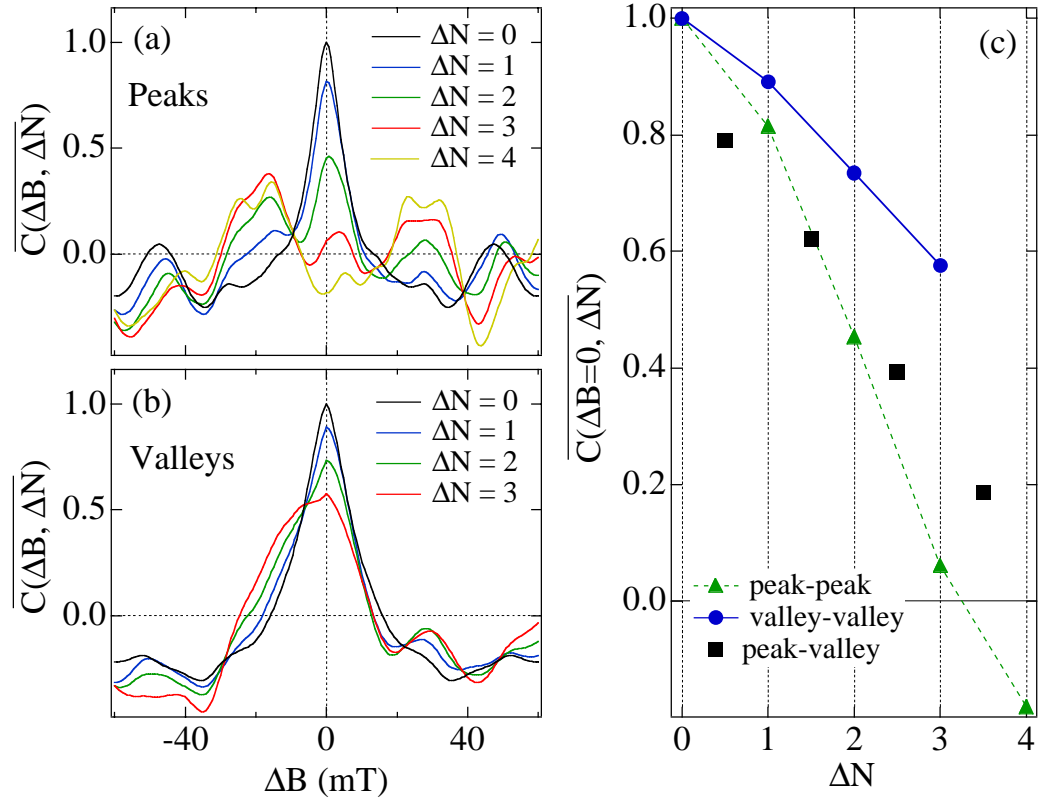 (a)
Peaks
ΔN = 0
ΔN = 1
ΔN = 2
ΔN = 3
ΔN = 4
C(ΔB, ΔN)
1.0
0.5
0.0
(b)
Valleys
ΔN = 0
ΔN = 1
ΔN = 2
ΔN = 3
C(ΔB, ΔN)
1.0
0.5
0.0
-40
0
40
ΔB (mT)
(c)
C(ΔB=0, ΔN)
1.0
0.8
0.6
0.4
0.2
0.0
peak-peak
valley-valley
peak-valley
0
1
2
3
4
ΔN